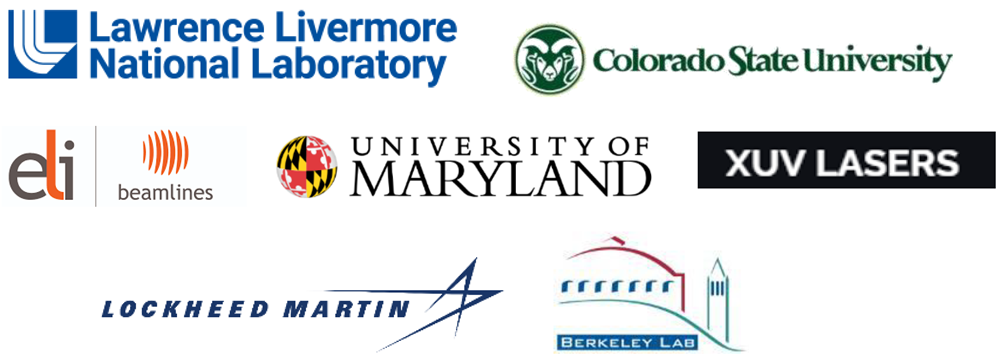 Lawrence Livermore
National Laboratory
Colorado State University
eli
beamlines
UNIVERSITY OF
MARYLAND
XUV LASERS
LOCKHEED MARTIN
BERKELEY LAB